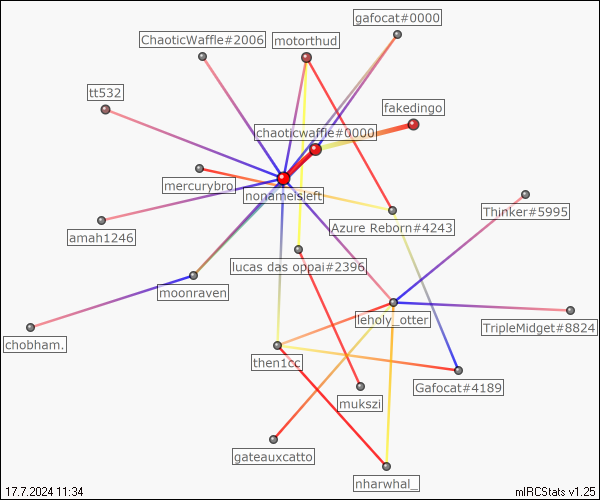 gafocat#0000
ChaoticWaffle#2006
motorthud
tt532
fakedingo
chaoticwaffle#0000
mercurybro.
nonameisleft
Thinker#5995
Azure Reborn#4243
amah1246
lucas das oppai#2396
moonraven
leholy_otter
TripleMidget#8824
chobham.
then1cc
Gafocat#4189
mukszi
gateauxcatto
nharwhal_
17.7.2024 11:34
mIRCStats v1.25